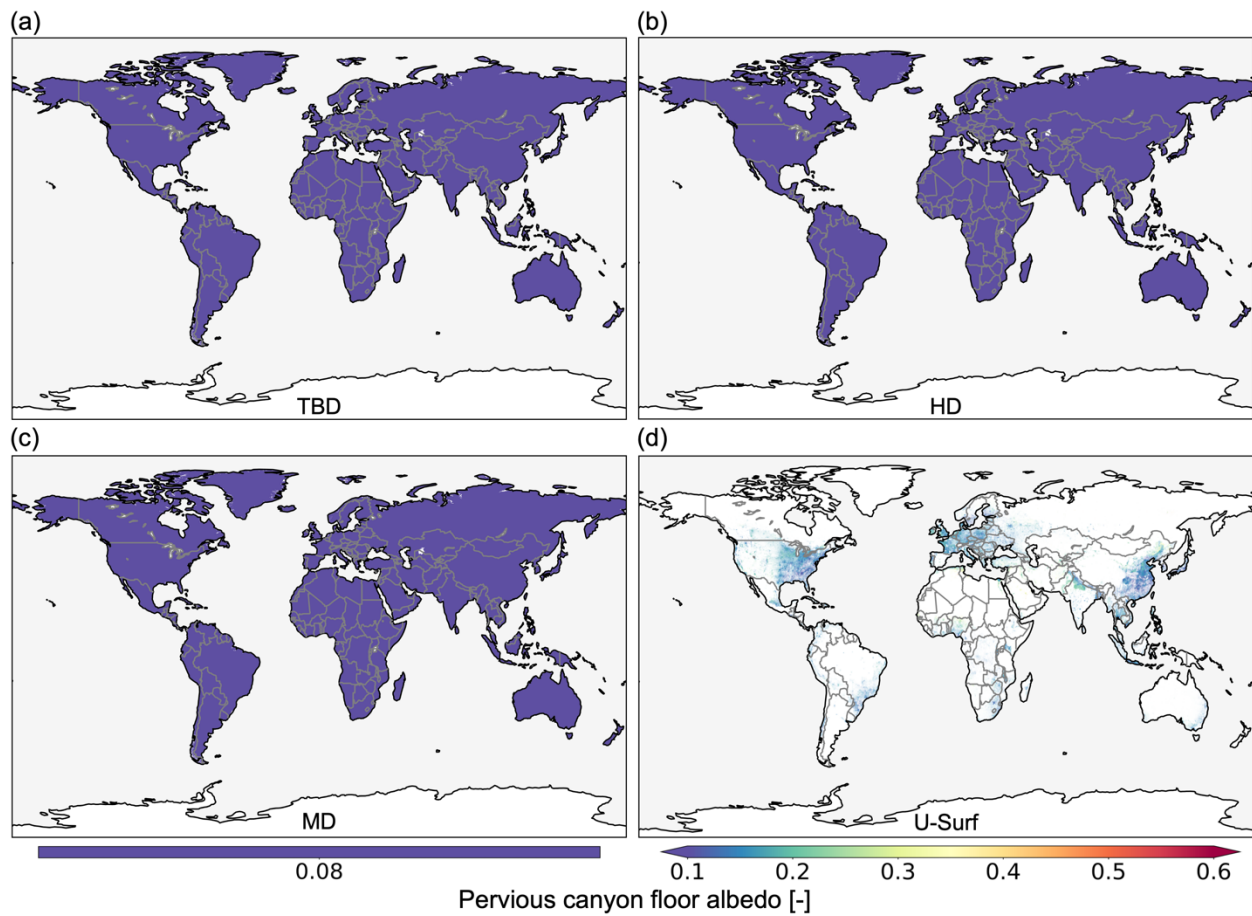 (a)
(b)
TBD
HD
(c)
(d)
MD
U-Surf
0.08
0.1 0.2 0.3 0.4 0.5 0.6
Pervious canyon floor albedo [-]